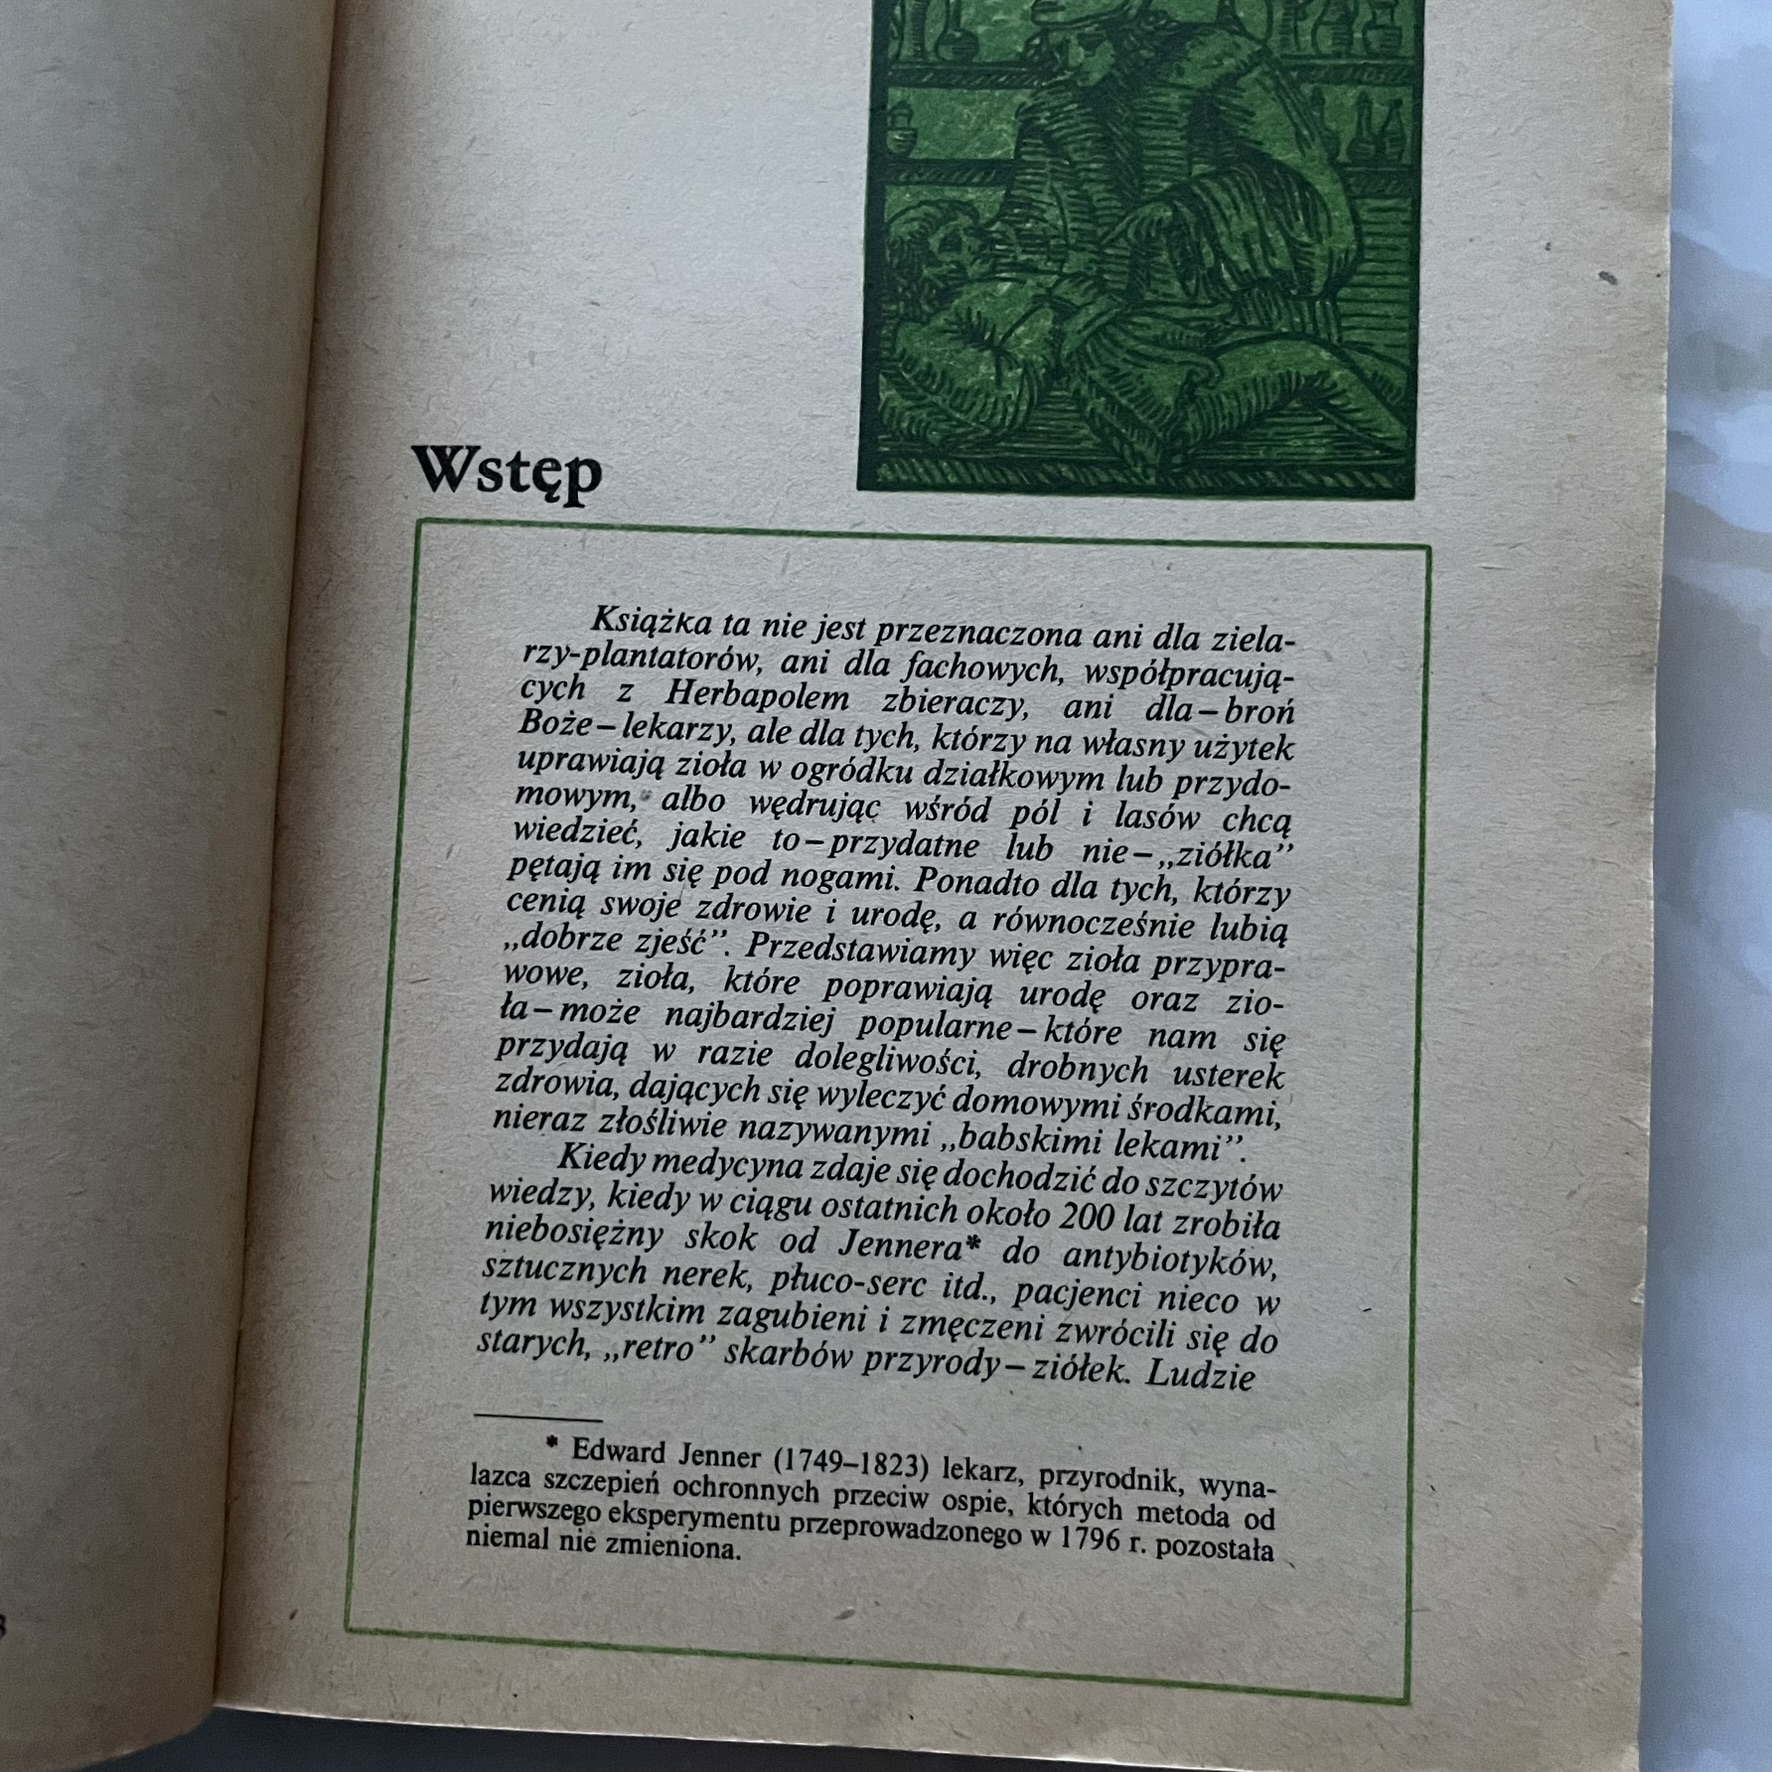 Wstęp
Książka ta nie jest przeznaczona ani dla ziela-
rzy-plantatorów, ani dla fachowych, współpracują-
cych z Herbapolem zbieraczy, ani dla – broń
Boże – lekarzy, ale dla tych, którzy na własny użytek
uprawiają zioła w ogródku działkowym lub przydo-
mowym, albo wędrując wśród pól i lasów chcą
wiedzieć, jakie to – przydatne lub nie – „ziółka”
pętają im się pod nogami. Ponadto dla tych, którzy
cenią swoje zdrowie i urodę, a równocześnie lubią
„dobrze zjeść”. Przedstawiamy więc zioła przypra-
wowe, zioła, które poprawiają urodę oraz zio-
ła – może najbardziej popularne – które nam się
przydają w razie dolegliwości, drobnych usterek
zdrowia, dających się wyleczyć domowymi środkami,
nieraz złośliwie nazywanymi „babskimi lekami”.
Kiedy medycyna zdaje się dochodzić do szczytów
wiedzy, kiedy w ciągu ostatnich około 200 lat zrobiła
niebosiężny skok od Jennera* do antybiotyków,
sztucznych nerek, płuco-serc itd., pacjenci nieco w
tym wszystkim zagubieni i zmęczeni zwrócili się do
starych, „retro” skarbów przyrody – ziółek. Ludzie
* Edward Jenner (1749–1823) lekarz, przyrodnik, wyna-
lazca szczepień ochronnych przeciw ospie, których metoda od
pierwszego eksperymentu przeprowadzonego w 1796 r. pozostała
niemal nie zmieniona.